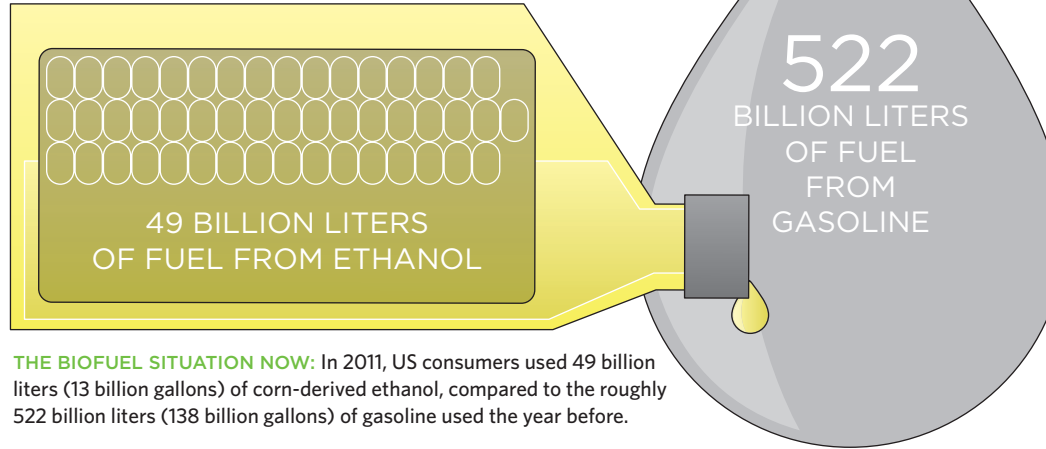 522
BILLION LITERS
OF FUEL
FROM
GASOLINE
49 BILLION LITERS
OF FUEL FROM ETHANOL
THE BIOFUEL SITUATION NOW: In 2011, US consumers used 49 billion
liters (13 billion gallons) of corn-derived ethanol, compared to the roughly
522 billion liters (138 billion gallons) of gasoline used the year before.